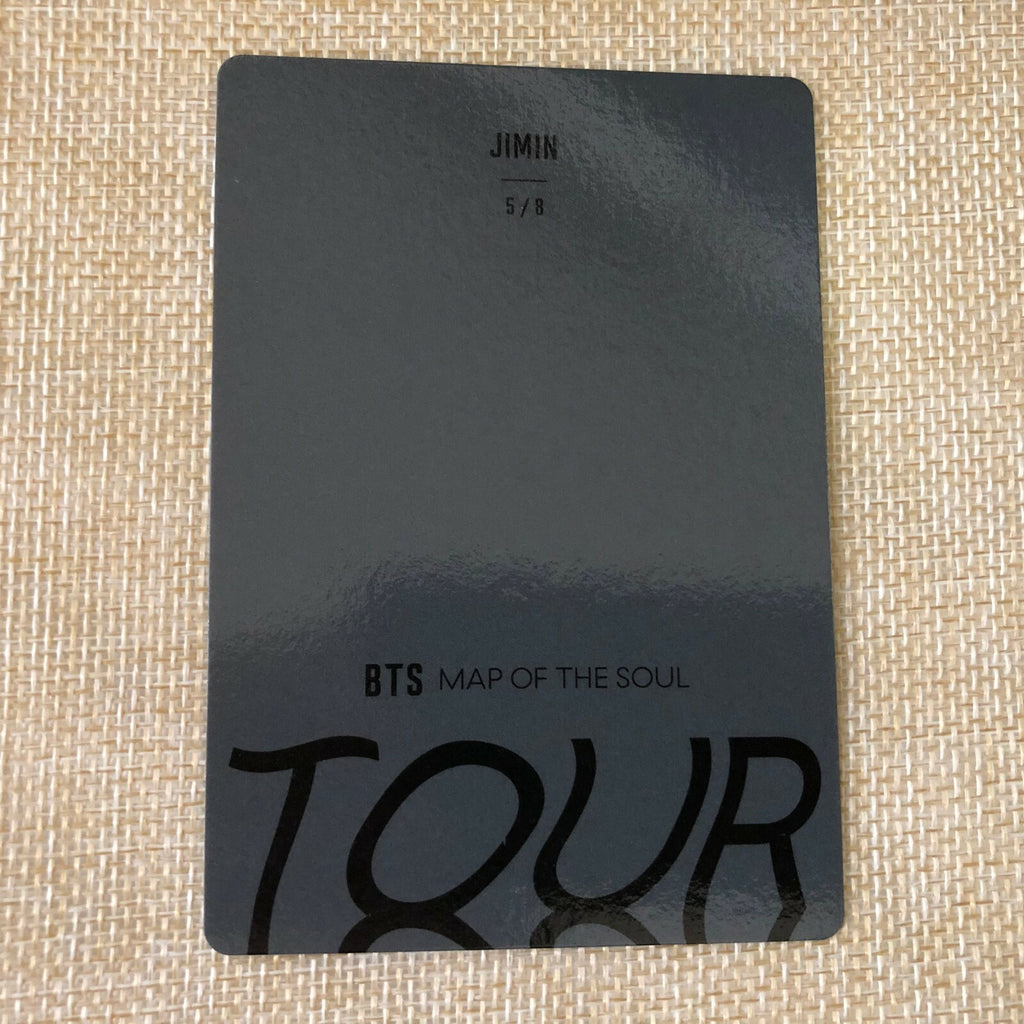 JIMIN
5/8
BTS MAP OF THE SOUL
TOUR